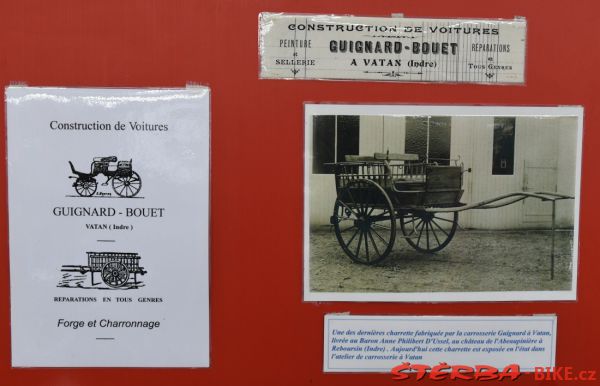 CONSTRUCTION DE VOITURES
PEINTURE
et
SELLERIE
GUIGNARD - BOUET
A VATAN (Indre)
RÉPARATIONS
en
TOUS GENRES
Construction de Voitures
GUIGNARD - BOUET
VATAN ( Indre )
REPARATIONS EN TOUS GENRES
Forge et Charronnage
Une des dernières charrette fabriquée par la carrosserie Guignard à Vatan,
livrée au Baron Anne Philibert D'Ussel, au château de l'Abeaupinière à
Reboursin (Indre) . Aujourd'hui cette charrette est exposée en l'état dans
l'atelier de carrosserie à Vatan
ŠTĚRBA-BIKE.cz